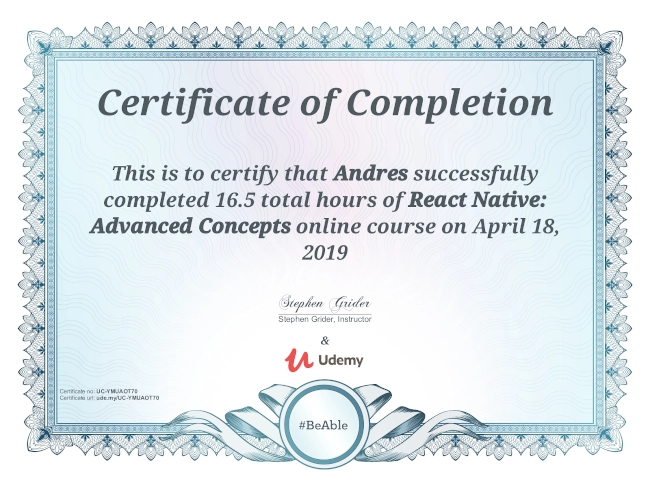 Certificate of Completion
This is to certify that Andres successfully
completed 16.5 total hours of React Native:
Advanced Concepts online course on April 18,
2019
Stephen Grider
Stephen Grider, Instructor
&
Udemy
Certificate no: UC-YMUAOT70
Certificate url: ude.my/UC-YMUAOT70
#BeAble